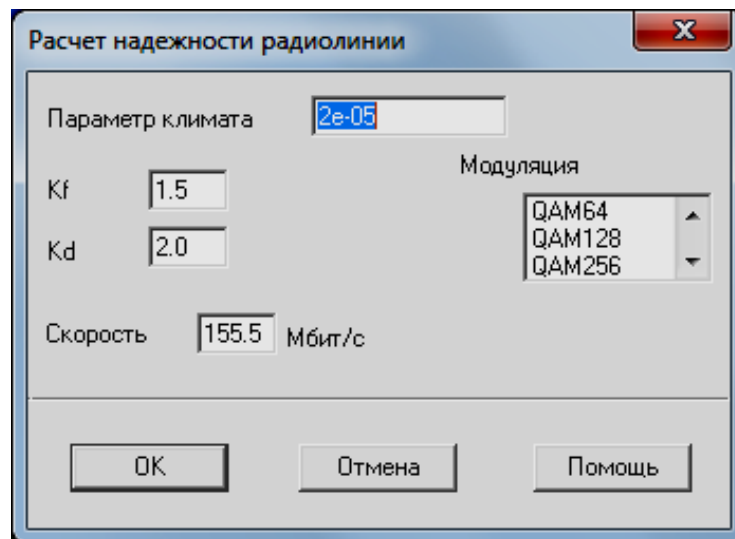 Расчет надежности радиолинии
Параметр климата 2e-05
Модуляция
Kf 1.5
QAM64
Kd 2.0
QAM128
QAM256
Скорость 155.5 Мбит/с
OK Отмена Помощь